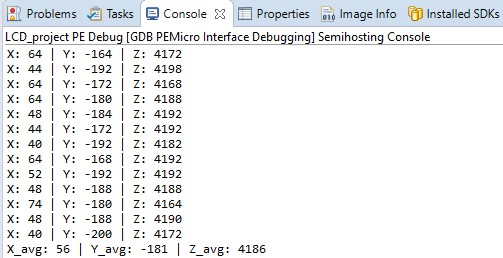 Problems Tasks Console Properties Image Info Installed SDKs
LCD_project PE Debug [GDB PEMicro Interface Debugging] Semihosting Console
X: 64 | Y: -164 | Z: 4172
X: 44 | Y: -192 | Z: 4198
X: 64 | Y: -172 | Z: 4168
X: 64 | Y: -180 | Z: 4188
X: 48 | Y: -184 | Z: 4192
X: 44 | Y: -172 | Z: 4192
X: 40 | Y: -192 | Z: 4182
X: 64 | Y: -168 | Z: 4192
X: 52 | Y: -192 | Z: 4192
X: 48 | Y: -188 | Z: 4188
X: 74 | Y: -180 | Z: 4164
X: 48 | Y: -188 | Z: 4190
X: 40 | Y: -200 | Z: 4172
X_avg: 56 | Y_avg: -181 | Z_avg: 4186